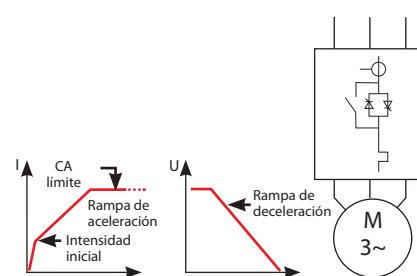 I
CA
límite
Rampa de
aceleración
Intensidad
inicial
U
Rampa de
deceleración
M
3~